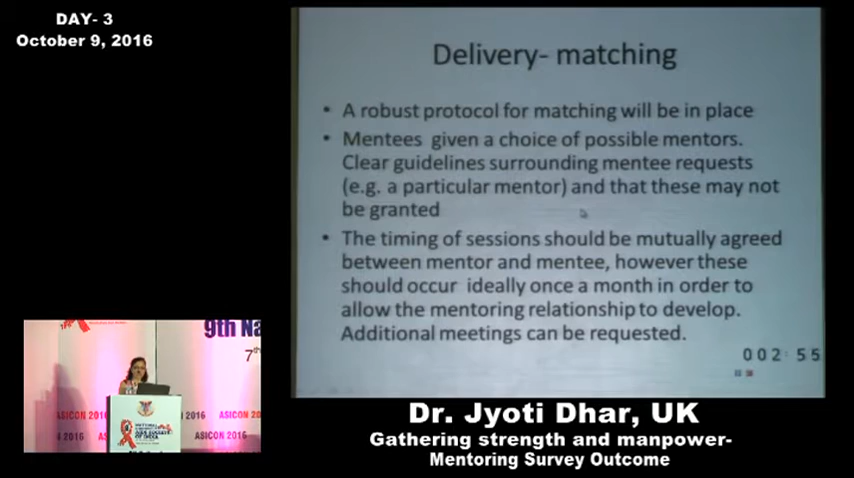 DAY- 3
October 9, 2016
Delivery- matching
• A robust protocol for matching will be in place
• Mentees given a choice of possible mentors.
Clear guidelines surrounding mentee requests
(e.g. a particular mentor) and that these may not
be granted
• The timing of sessions should be mutually agreed
between mentor and mentee, however these
should occur ideally once a month in order to
allow the mentoring relationship to develop.
Additional meetings can be requested.
002:55
9th Na
7th
ASICON 2016
2016
ASICON 20
ASICON 2016
Dr. Jyoti Dhar, UK
Gathering strength and manpower-
Mentoring Survey Outcome